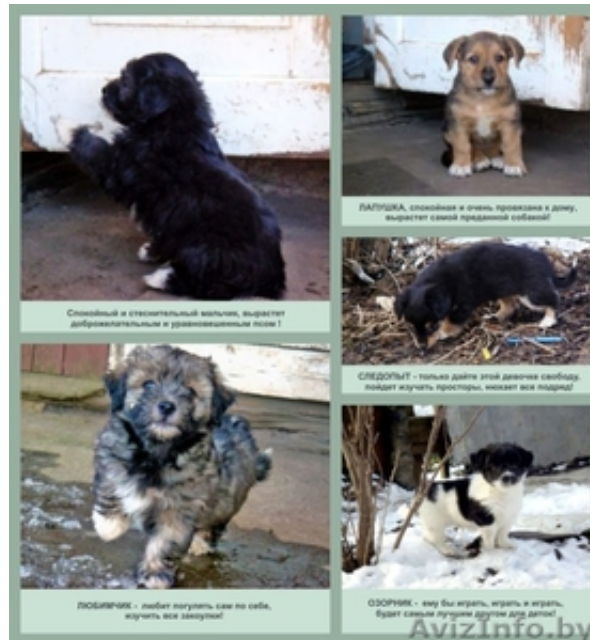 Спокойный и стеснительный мальчик, вырастет
доброжелательным и уравновешенным псом !
ЛАПУШКА, спокойная и очень провязана к дому,
вырастет самой преданной собакой!
СЛЕДОПЫТ - только дайте этой девочке свободу,
пойдет изучать просторы, нюхает все подряд!
ЛЮБИМЧИК - любит погулять сам по себе,
изучить все закоулки!
ОЗОРНИК - ему бы играть, играть и играть,
будет самым лучшим другом для деток!
AvizInfo.by